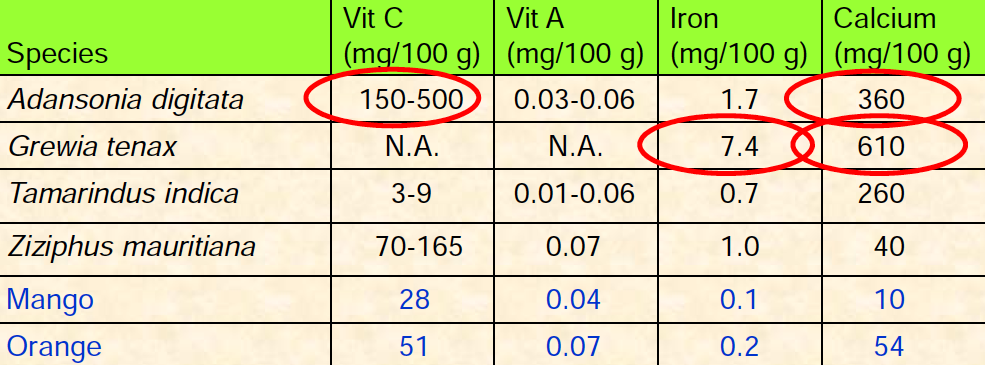 Species Vit C (mg/100 g) Vit A (mg/100 g) Iron (mg/100 g) Calcium (mg/100 g)
Adansonia digitata 150-500 0.03-0.06 1.7 360
Grewia tenax N.A. N.A. 7.4 610
Tamarindus indica 3-9 0.01-0.06 0.7 260
Ziziphus mauritiana 70-165 0.07 1.0 40
Mango 28 0.04 0.1 10
Orange 51 0.07 0.2 54